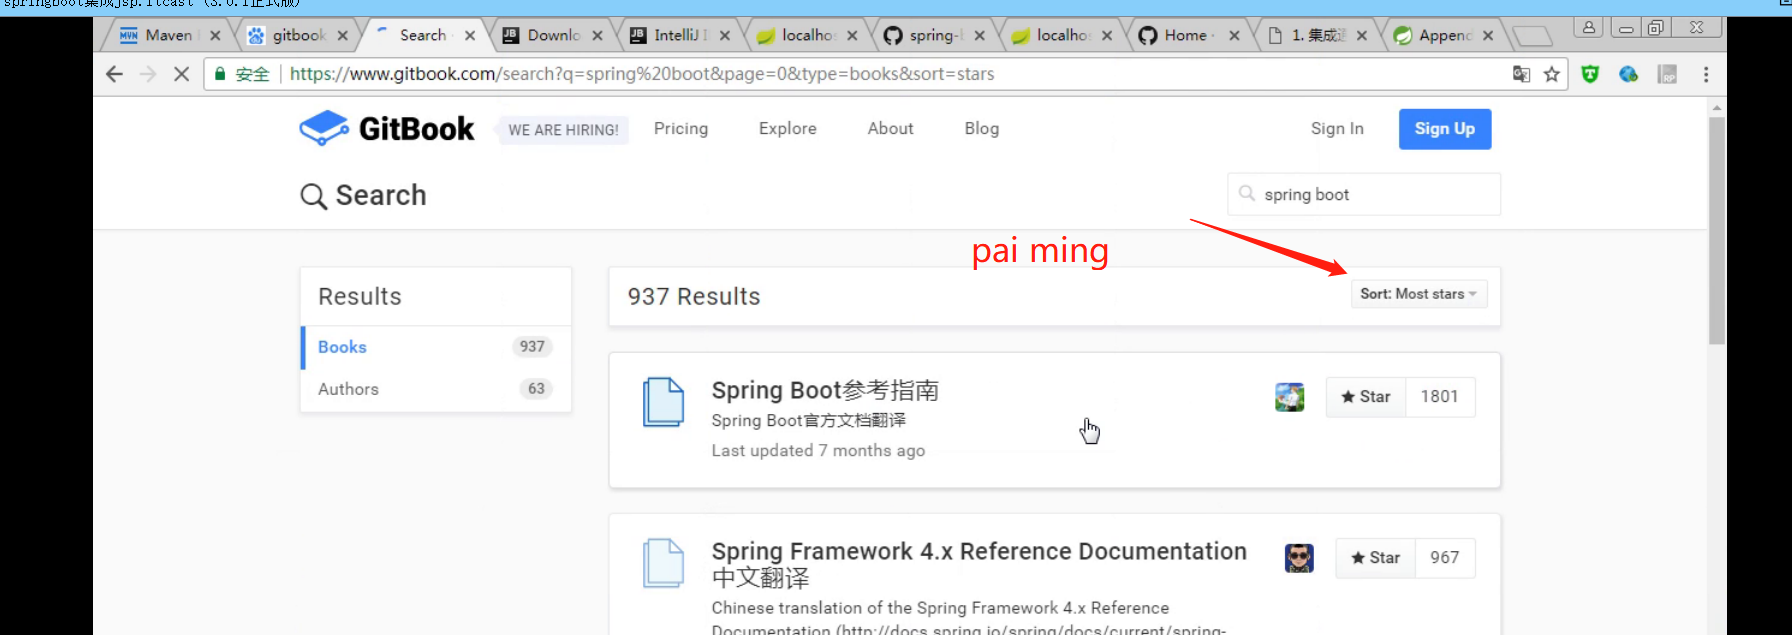 springboot集成jsp.itcast (3.0.1正式版)
Maven
gitbook
Search
Downlo
IntelliJ I
localhos
spring-
localhos
Home
1. 集成
Append
安全
https://www.gitbook.com/search?q=spring%20boot&page=0&type=books&sort=stars
GitBook
WE ARE HIRING!
Pricing
Explore
About
Blog
Sign In
Sign Up
Search
spring boot
pai ming
Results
937 Results
Sort: Most stars
Books
937
Authors
63
Spring Boot参考指南
Star
1801
Spring Boot官方文档翻译
Last updated 7 months ago
Spring Framework 4.x Reference Documentation
Star
967
中文翻译
Chinese translation of the Spring Framework 4.x Reference
Documentation (http://docs.spring.io/spring/docs/current/spring-